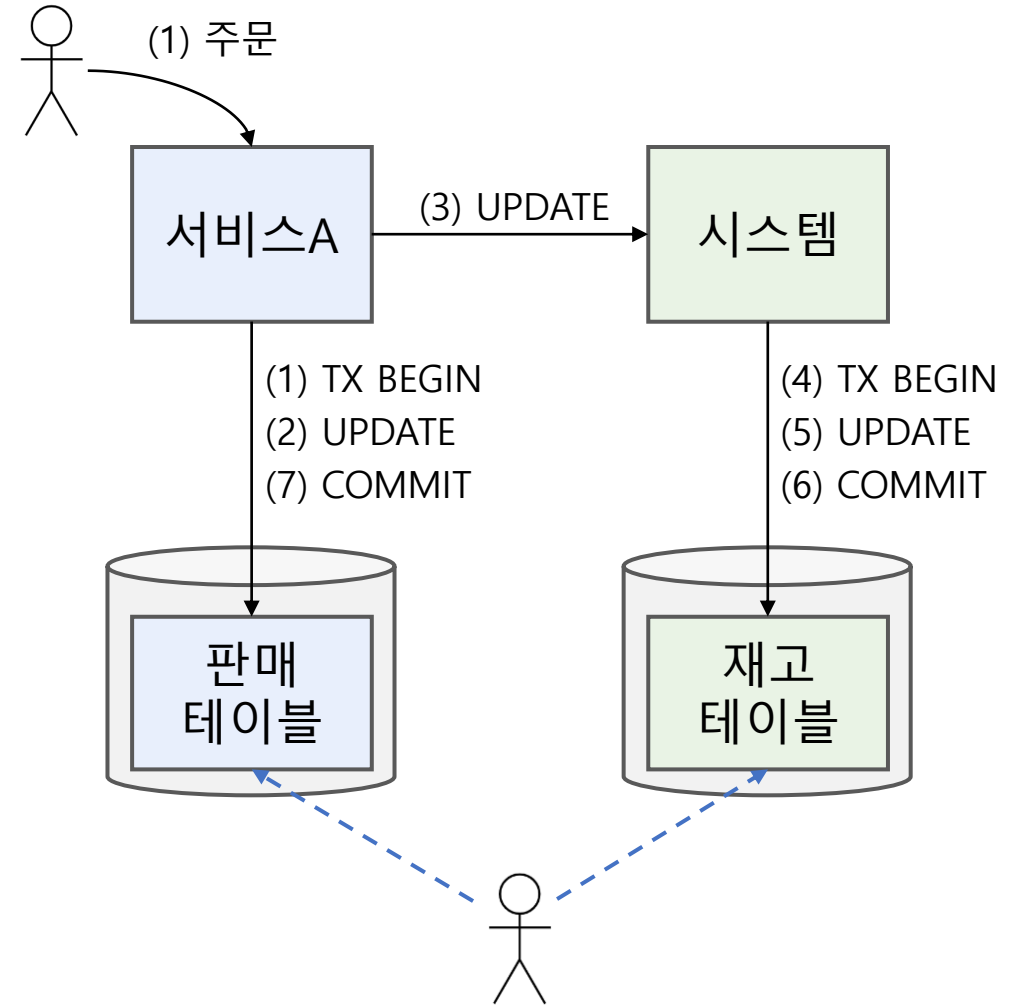 (1) 주문
서비스A
(3) UPDATE
시스템
(1) TX BEGIN
(2) UPDATE
(7) COMMIT
(4) TX BEGIN
(5) UPDATE
(6) COMMIT
판매
테이블
재고
테이블